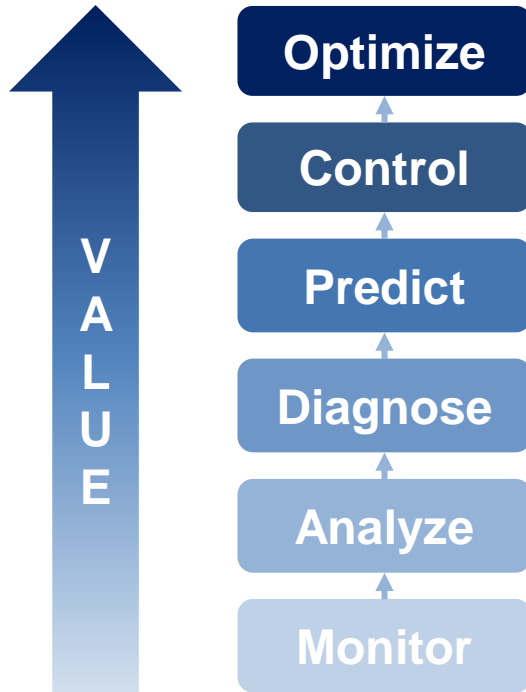 Optimize
Control
Predict
Diagnose
Analyze
Monitor
V
A
L
U
E